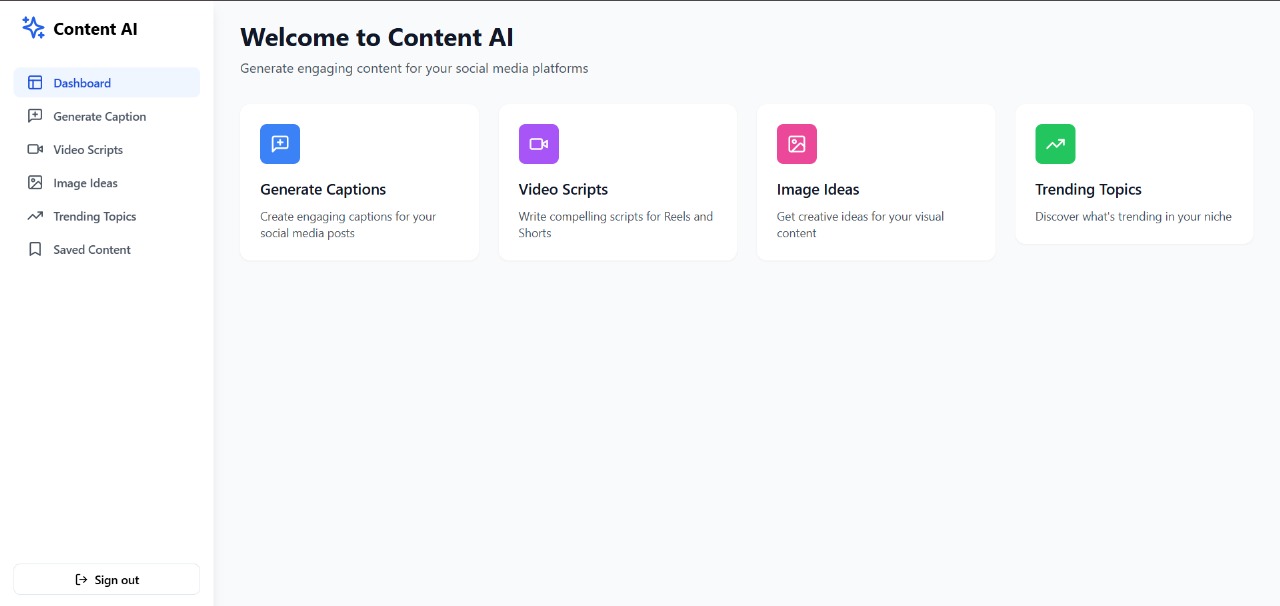 Content AI
Dashboard
Generate Caption
Video Scripts
Image Ideas
Trending Topics
Saved Content
Sign out
Welcome to Content AI
Generate engaging content for your social media platforms
Generate Captions
Create engaging captions for your
social media posts
Video Scripts
Write compelling scripts for Reels and
Shorts
Image Ideas
Get creative ideas for your visual
content
Trending Topics
Discover what's trending in your niche